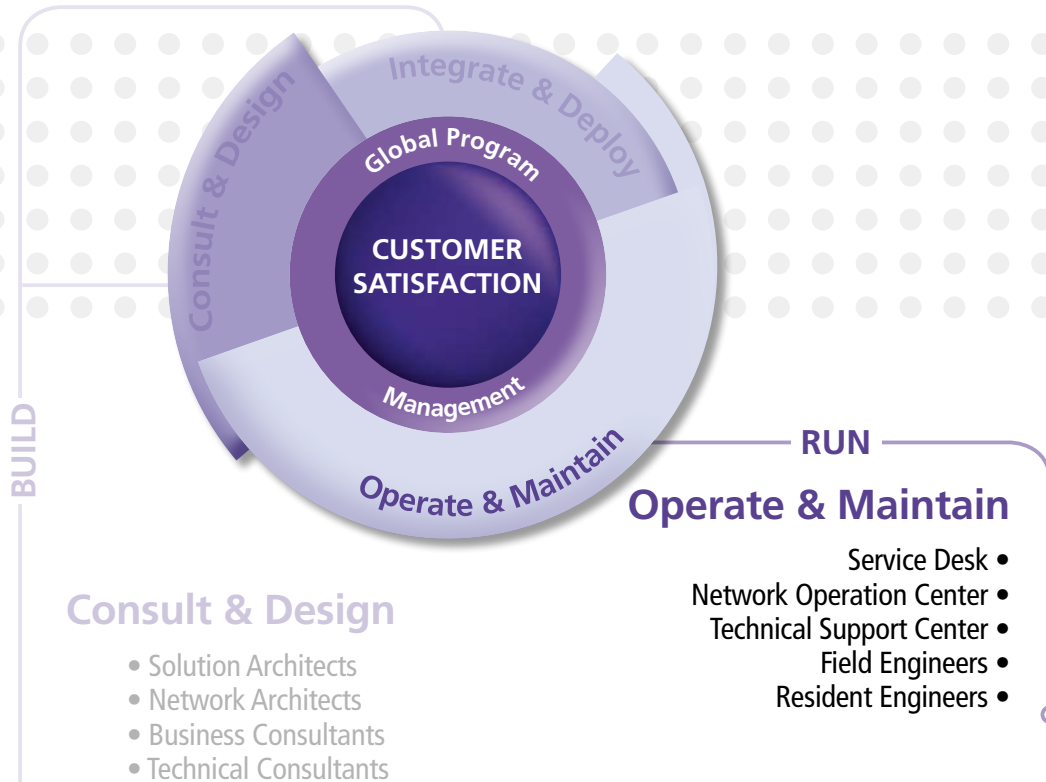 Consult & Design
Integrate & Deploy
Global Program
CUSTOMER
SATISFACTION
Management
Operate & Maintain
BUILD
RUN
Operate & Maintain
Service Desk •
Network Operation Center •
Technical Support Center •
Field Engineers •
Resident Engineers •
Consult & Design
• Solution Architects
• Network Architects
• Business Consultants
• Technical Consultants